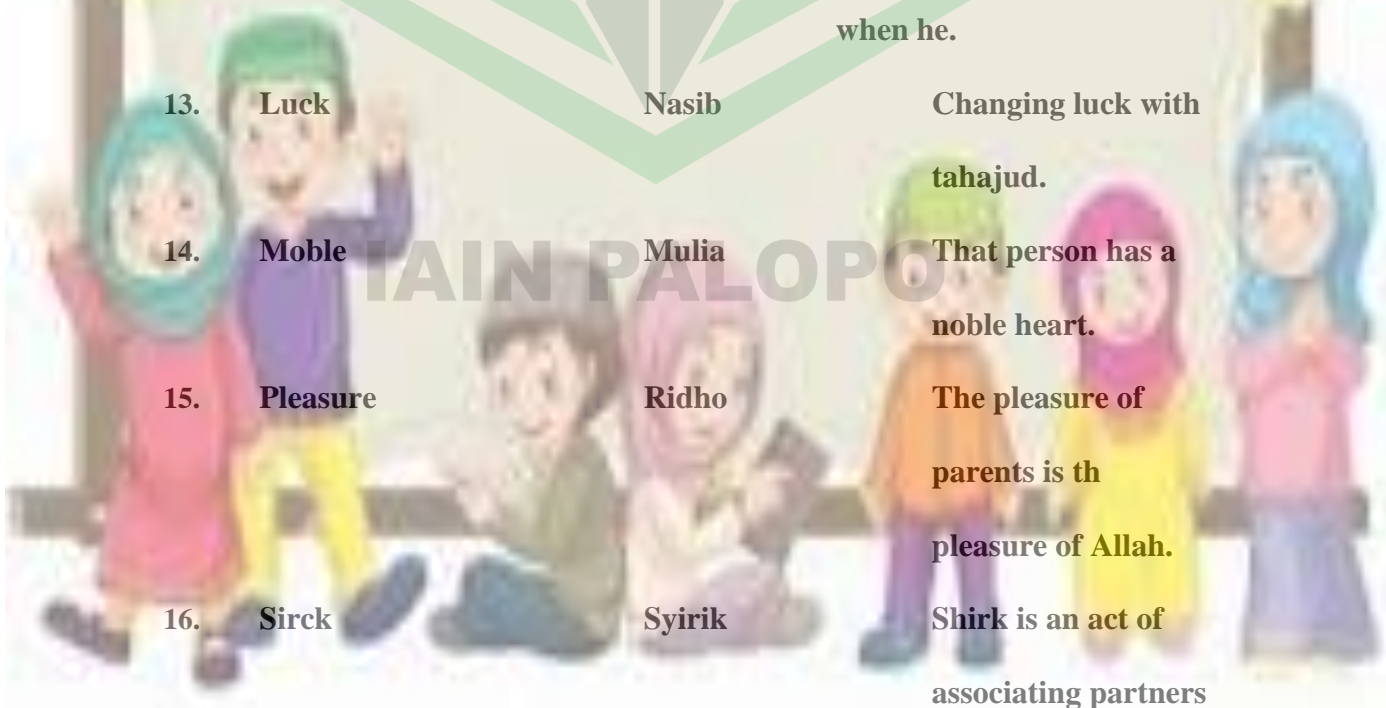 when he.
13. Luck Nasib Changing luck with
tahajud.
14. Moble Mulia That person has a
IAIN PALOPO
noble heart.
15. Pleasure Ridho The pleasure of
parents is th
pleasure of Allah.
16. Sirck Syirik Shirk is an act of
associating partners